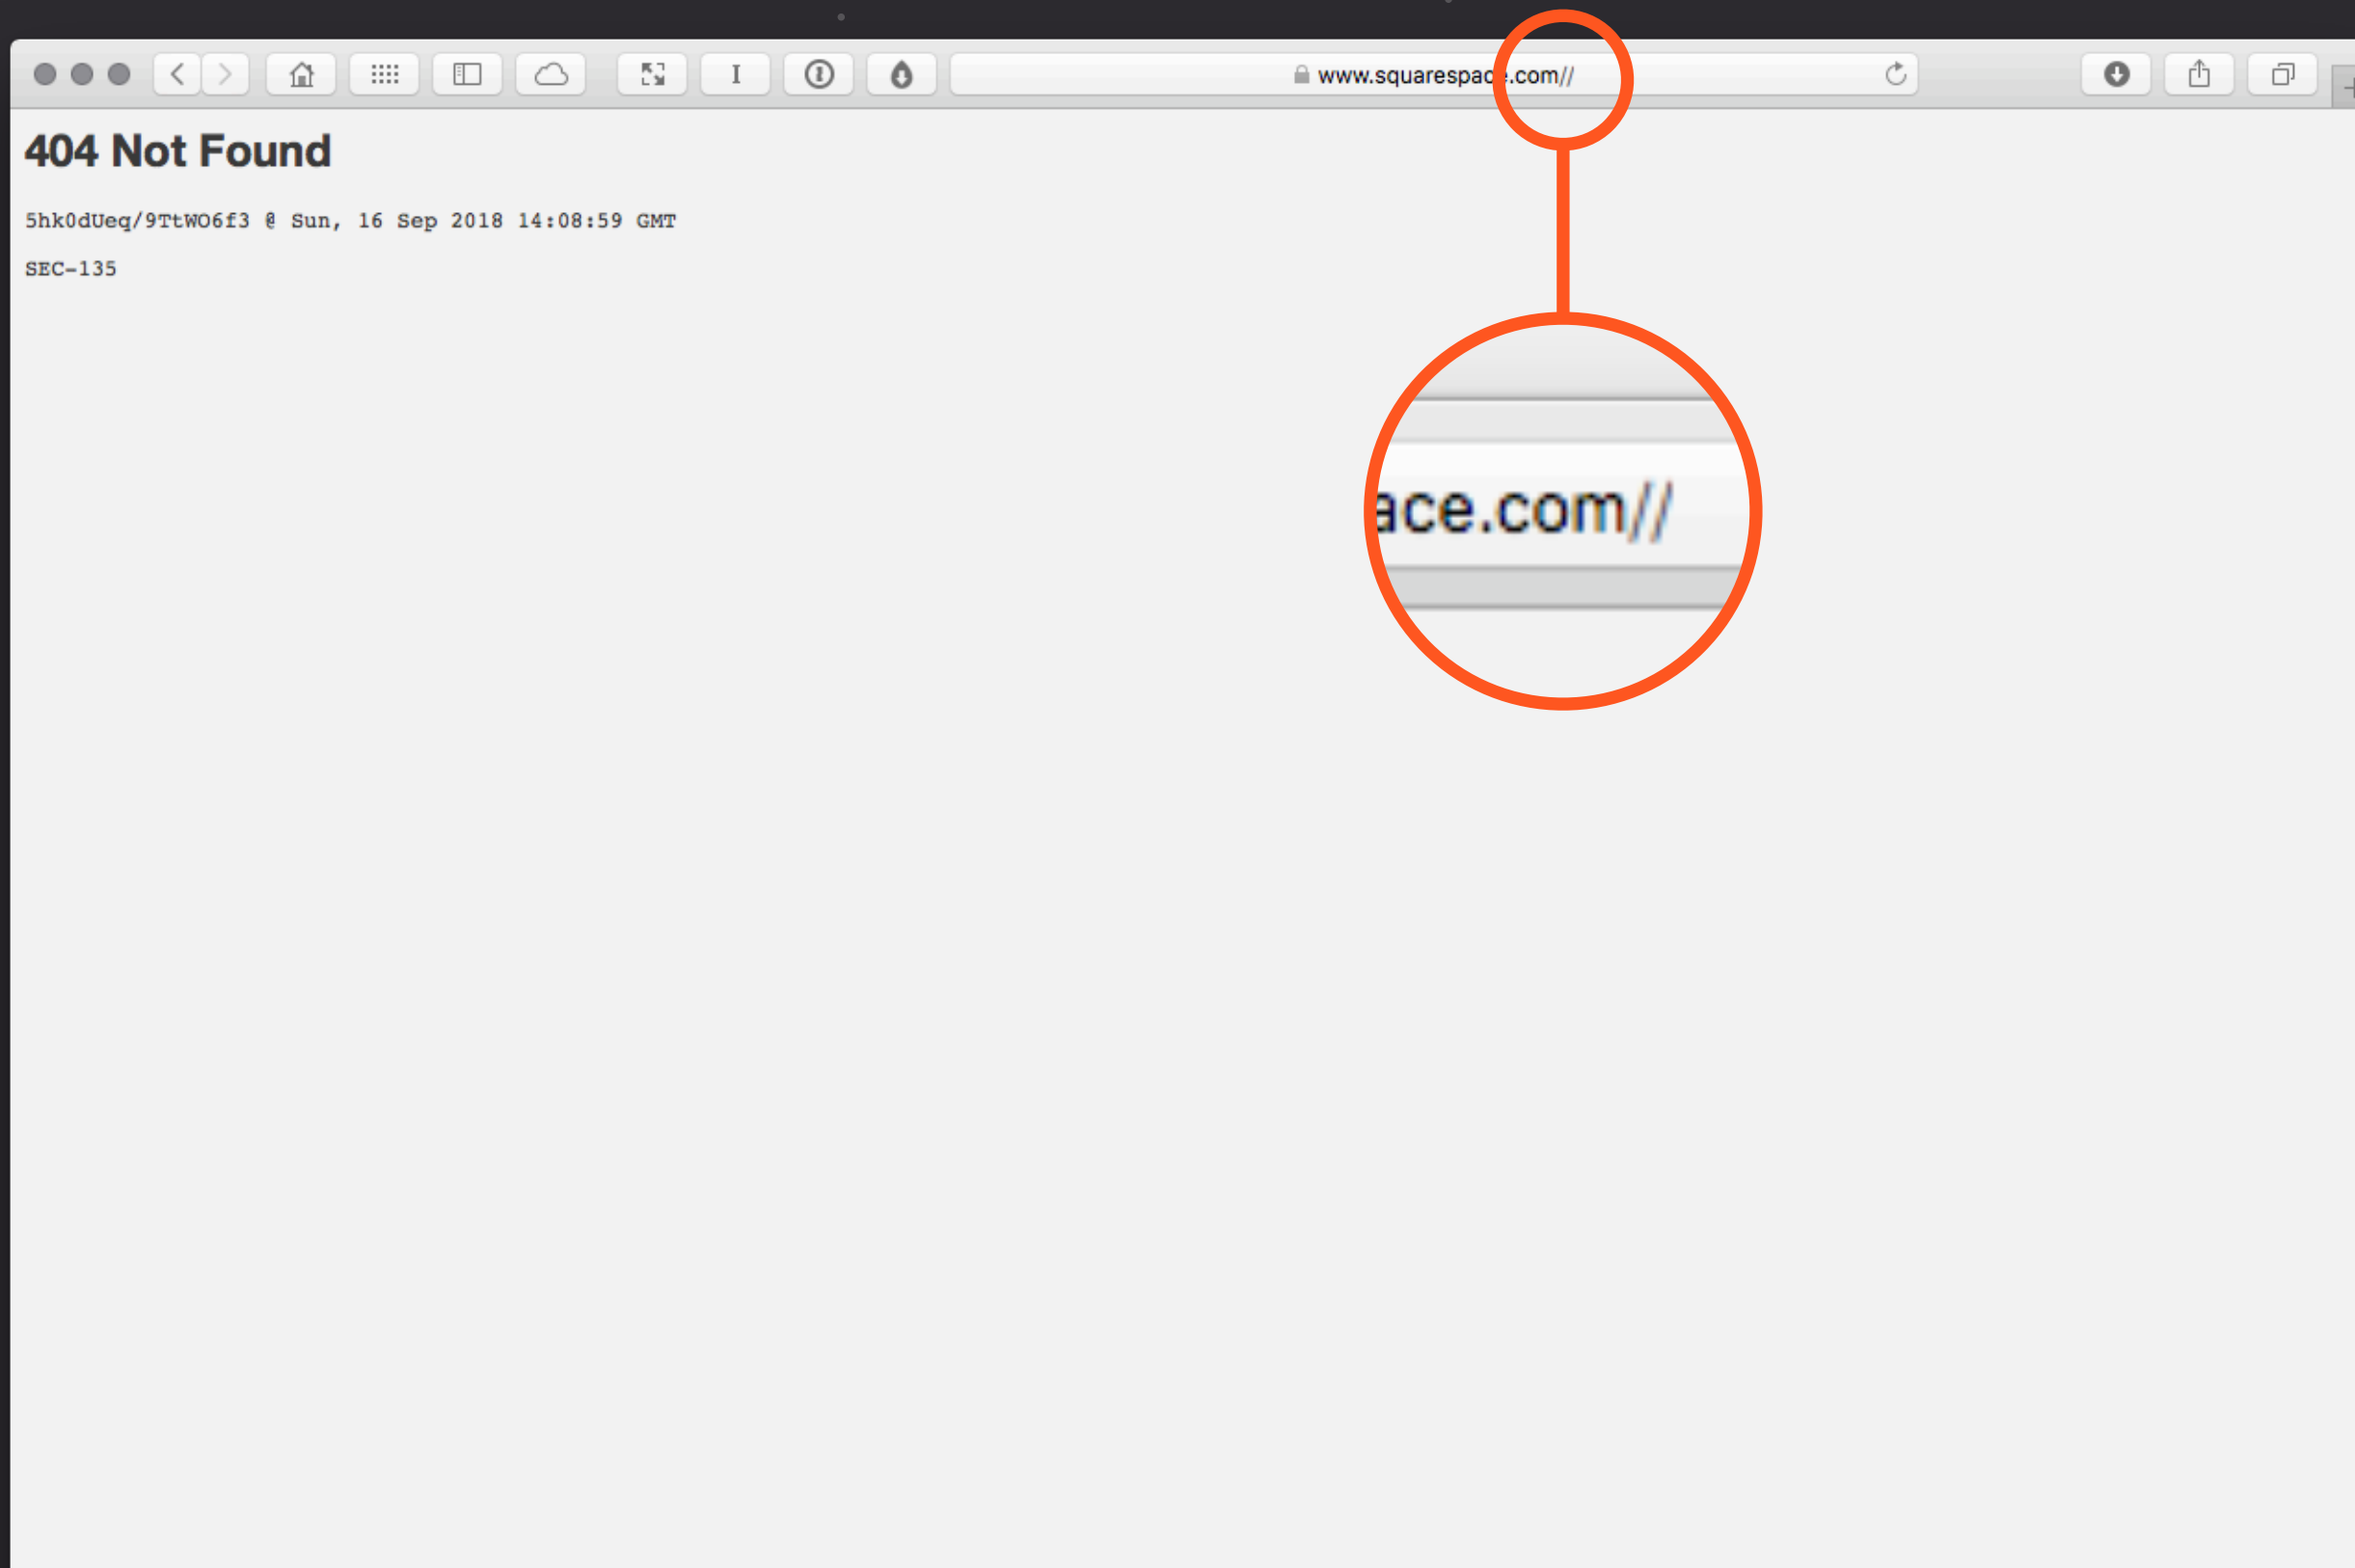 www.squarespace.com//
404 Not Found
5hk0dUeq/9TtWO6f3 @ Sun, 16 Sep 2018 14:08:59 GMT
SEC-135
ace.com//